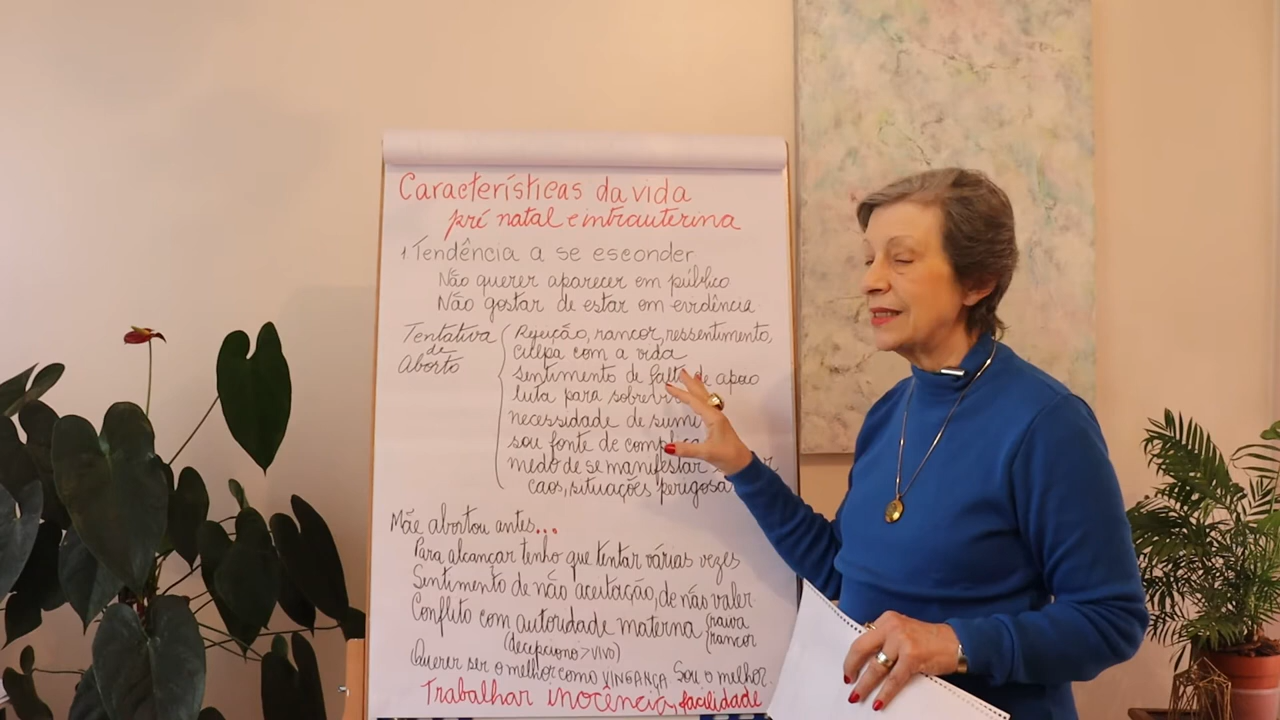 Características da vida
pré natal e intrauterina
1. Tendência a se esconder
Não querer aparecer em público
Não gostar de estar em evidência
Tentativa de Aborto
Rejeição, rancor, ressentimento,
culpa com a vida
sentimento de falta de apoio
luta para
necessidade de
sou fonte de
medo de se manifestar
caos, situações
Mãe abortou antes...
Para alcançar tenho que tentar várias vezes
Sentimento de não aceitação, de não valer
Conflito com autoridade materna (raiva
(rancor
(decepciono > vivo)
(Querer ser o melhor como VINGANÇA Sou o melhor.
Trabalhar inocência, facilidade